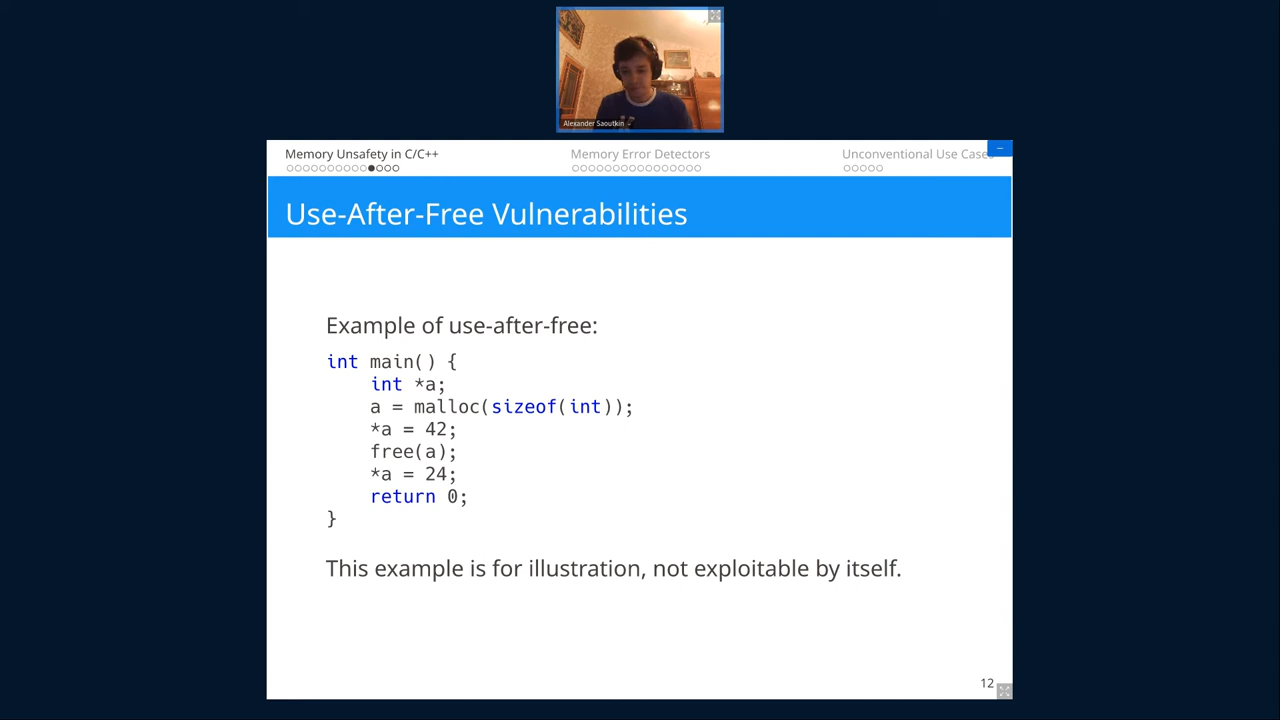 Alexander Saoutkin
Memory Unsafety in C/C++
Memory Error Detectors
Unconventional Use Cases
Use-After-Free Vulnerabilities
Example of use-after-free:
int main() {
    int *a;
    a = malloc(sizeof(int));
    *a = 42;
    free(a);
    *a = 24;
    return 0;
}
This example is for illustration, not exploitable by itself.
12